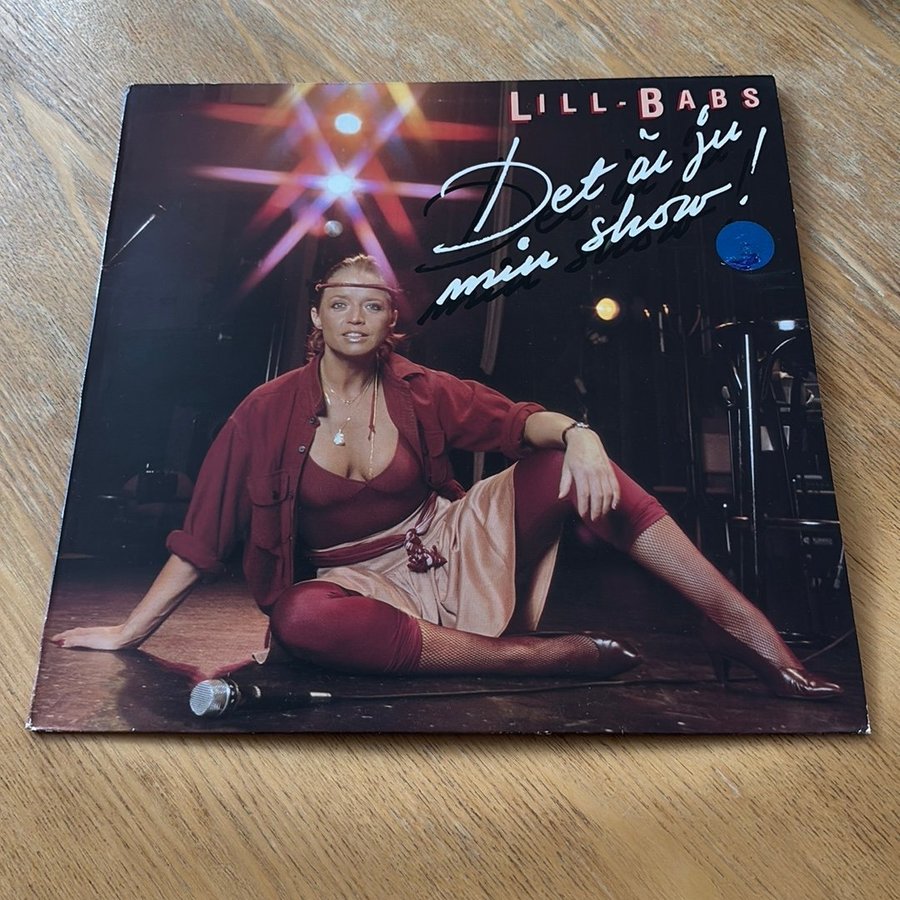 LILL-BABS
Det är ju
min show!